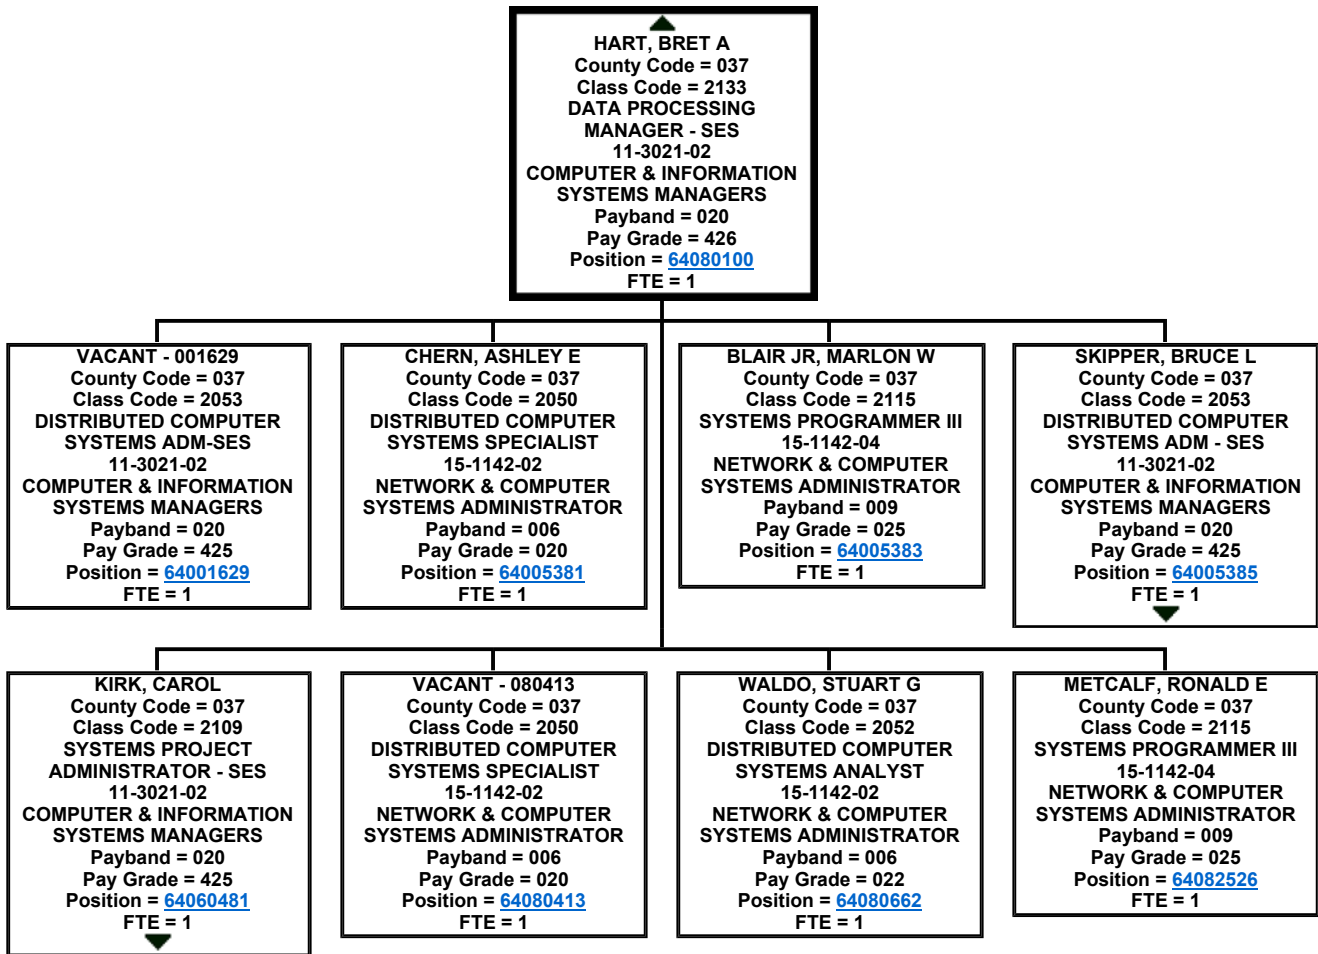 HART, BRET A
County Code = 037
Class Code = 2133
DATA PROCESSING
MANAGER - SES
11-3021-02
COMPUTER & INFORMATION
SYSTEMS MANAGERS
Payband = 020
Pay Grade = 426
Position = 64080100
FTE = 1
VACANT - 001629
County Code = 037
Class Code = 2053
DISTRIBUTED COMPUTER
SYSTEMS ADM-SES
11-3021-02
COMPUTER & INFORMATION
SYSTEMS MANAGERS
Payband = 020
Pay Grade = 425
Position = 64001629
FTE = 1
CHERN, ASHLEY E
County Code = 037
Class Code = 2050
DISTRIBUTED COMPUTER
SYSTEMS SPECIALIST
15-1142-02
NETWORK & COMPUTER
SYSTEMS ADMINISTRATOR
Payband = 006
Pay Grade = 020
Position = 64005381
FTE = 1
BLAIR JR, MARLON W
County Code = 037
Class Code = 2115
SYSTEMS PROGRAMMER III
15-1142-04
NETWORK & COMPUTER
SYSTEMS ADMINISTRATOR
Payband = 009
Pay Grade = 025
Position = 64005383
FTE = 1
SKIPPER, BRUCE L
County Code = 037
Class Code = 2053
DISTRIBUTED COMPUTER
SYSTEMS ADM - SES
11-3021-02
COMPUTER & INFORMATION
SYSTEMS MANAGERS
Payband = 020
Pay Grade = 425
Position = 64005385
FTE = 1
KIRK, CAROL
County Code = 037
Class Code = 2109
SYSTEMS PROJECT
ADMINISTRATOR - SES
11-3021-02
COMPUTER & INFORMATION
SYSTEMS MANAGERS
Payband = 020
Pay Grade = 425
Position = 64060481
FTE = 1
VACANT - 080413
County Code = 037
Class Code = 2050
DISTRIBUTED COMPUTER
SYSTEMS SPECIALIST
15-1142-02
NETWORK & COMPUTER
SYSTEMS ADMINISTRATOR
Payband = 006
Pay Grade = 020
Position = 64080413
FTE = 1
WALDO, STUART G
County Code = 037
Class Code = 2052
DISTRIBUTED COMPUTER
SYSTEMS ANALYST
15-1142-02
NETWORK & COMPUTER
SYSTEMS ADMINISTRATOR
Payband = 006
Pay Grade = 022
Position = 64080662
FTE = 1
METCALF, RONALD E
County Code = 037
Class Code = 2115
SYSTEMS PROGRAMMER III
15-1142-04
NETWORK & COMPUTER
SYSTEMS ADMINISTRATOR
Payband = 009
Pay Grade = 025
Position = 64082526
FTE = 1